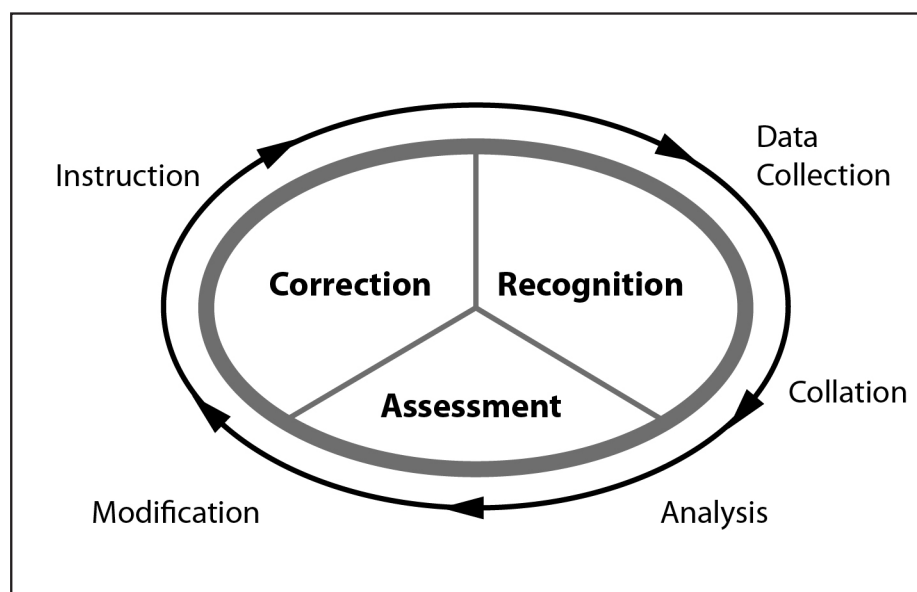 Data
Collection
Instruction
Correction
Recognition
Collation
Assessment
Modification
Analysis